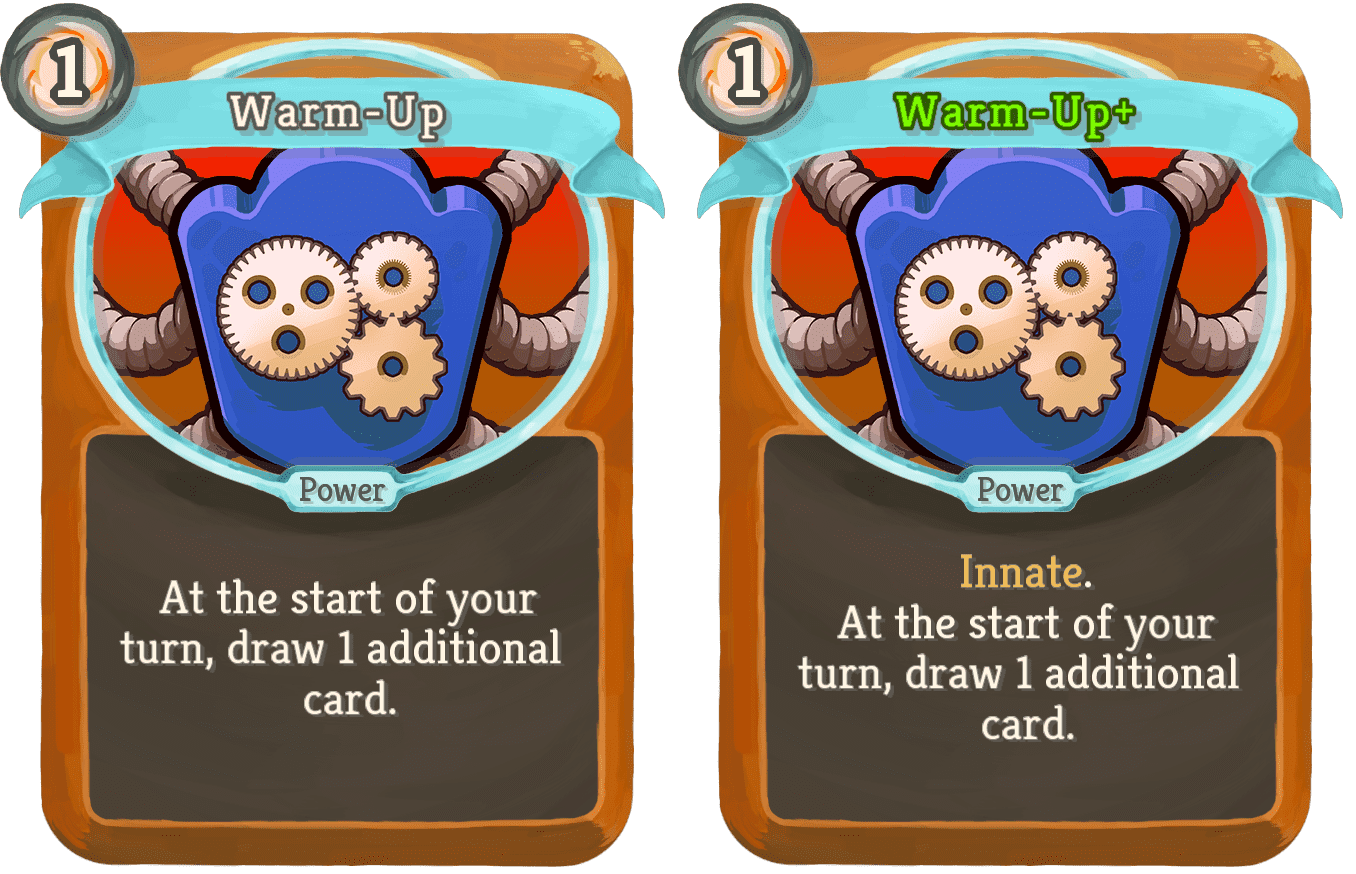 1
Warm-Up
Power
At the start of your
turn, draw 1 additional
card.
1
Warm-Up+
Power
Innate.
At the start of your
turn, draw 1 additional
card.